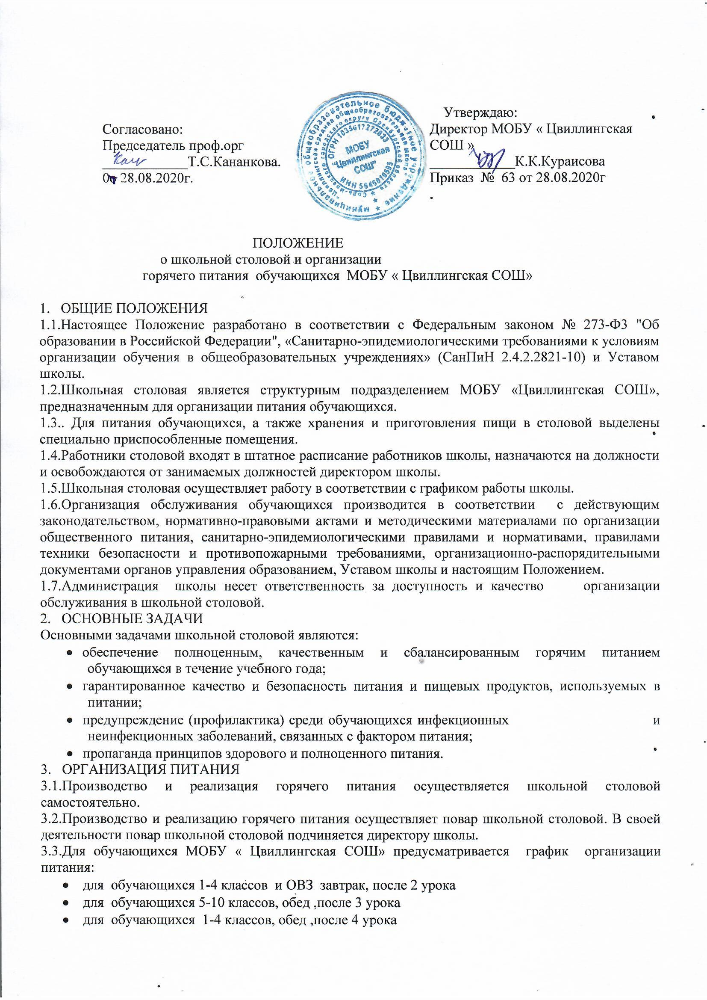 Согласовано:
Председатель проф.орг
____________Т.С.Кананкова.
От 28.08.2020г.
муниципальное общеобразовательное бюджетное учреждение
"Цвиллингская средняя общеобразовательная школа"
Соль-Илецкого городского округа Оренбургской области
ОГРН 1035617272833
МОБУ
"Цвиллингская
СОШ"
ИНН 5646010595
Утверждаю:
Директор МОБУ « Цвиллингская
СОШ »
____________К.К.Кураисова
Приказ № 63 от 28.08.2020г
ПОЛОЖЕНИЕ
о школьной столовой и организации
горячего питания обучающихся МОБУ « Цвиллингская СОШ»
1. ОБЩИЕ ПОЛОЖЕНИЯ
1.1.Настоящее Положение разработано в соответствии с Федеральным законом № 273-ФЗ "Об
образовании в Российской Федерации", «Санитарно-эпидемиологическими требованиями к условиям
организации обучения в общеобразовательных учреждениях» (СанПиН 2.4.2.2821-10) и Уставом
школы.
1.2.Школьная столовая является структурным подразделением МОБУ «Цвиллингская СОШ»,
предназначенным для организации питания обучающихся.
1.3.. Для питания обучающихся, а также хранения и приготовления пищи в столовой выделены
специально приспособленные помещения.
1.4.Работники столовой входят в штатное расписание работников школы, назначаются на должности
и освобождаются от занимаемых должностей директором школы.
1.5.Школьная столовая осуществляет работу в соответствии с графиком работы школы.
1.6.Организация обслуживания обучающихся производится в соответствии с действующим
законодательством, нормативно-правовыми актами и методическими материалами по организации
общественного питания, санитарно-эпидемиологическими правилами и нормативами, правилами
техники безопасности и противопожарными требованиями, организационно-распорядительными
документами органов управления образованием, Уставом школы и настоящим Положением.
1.7.Администрация школы несет ответственность за доступность и качество организации
обслуживания в школьной столовой.
2. ОСНОВНЫЕ ЗАДАЧИ
Основными задачами школьной столовой являются:
• обеспечение полноценным, качественным и сбалансированным горячим питанием
обучающихся в течение учебного года;
• гарантированное качество и безопасность питания и пищевых продуктов, используемых в
питании;
• предупреждение (профилактика) среди обучающихся инфекционных и
неинфекционных заболеваний, связанных с фактором питания;
• пропаганда принципов здорового и полноценного питания.
3. ОРГАНИЗАЦИЯ ПИТАНИЯ
3.1.Производство и реализация горячего питания осуществляется школьной столовой
самостоятельно.
3.2.Производство и реализацию горячего питания осуществляет повар школьной столовой. В своей
деятельности повар школьной столовой подчиняется директору школы.
3.3.Для обучающихся МОБУ « Цвиллингская СОШ» предусматривается график организации
питания:
• для обучающихся 1-4 классов и ОВЗ завтрак, после 2 урока
• для обучающихся 5-10 классов, обед ,после 3 урока
• для обучающихся 1-4 классов, обед ,после 4 урока